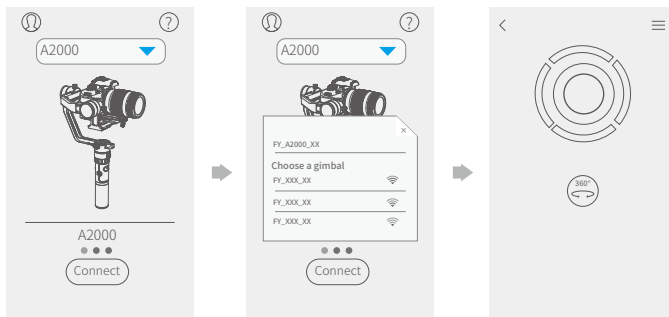 ?
A2000
A2000
Connect
?
A2000
FY_A2000_XX
×
Choose a gimbal
FY_XXX_XX
FY_XXX_XX
FY_XXX_XX
Connect
360°